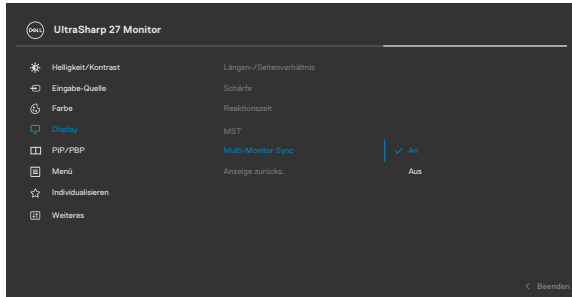 DELL UltraSharp 27 Monitor
Helligkeit/Kontrast Längen-/Seitenverhältnis
Eingabe-Quelle Schärfe
Farbe Reaktionszeit
Display MST
PIP/PBP Multi-Monitor Sync An
Menü Anzeige zurücks. Aus
Individualisieren
Weiteres
Beenden